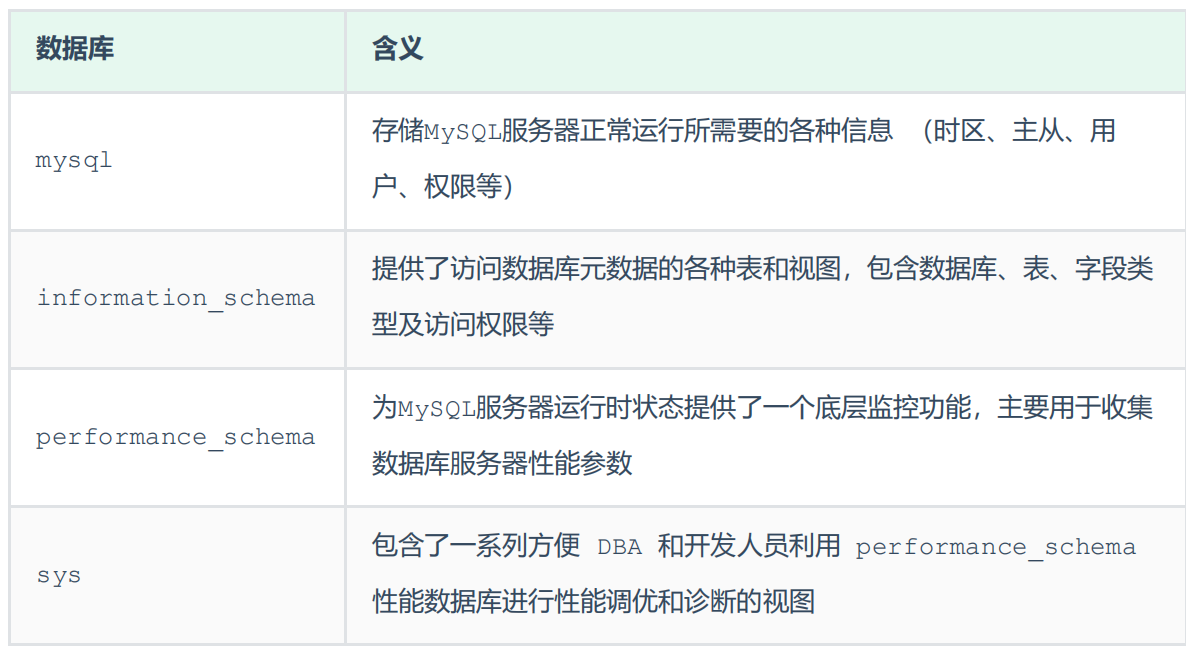 数据库 含义
mysql
存储MySQL服务器正常运行所需要的各种信息 （时区、主从、用
户、权限等）
information_schema
提供了访问数据库元数据的各种表和视图，包含数据库、表、字段类
型及访问权限等
performance_schema
为MySQL服务器运行时状态提供了一个底层监控功能，主要用于收集
数据库服务器性能参数
sys
包含了一系列方便 DBA 和开发人员利用 performance_schema
性能数据库进行性能调优和诊断的视图